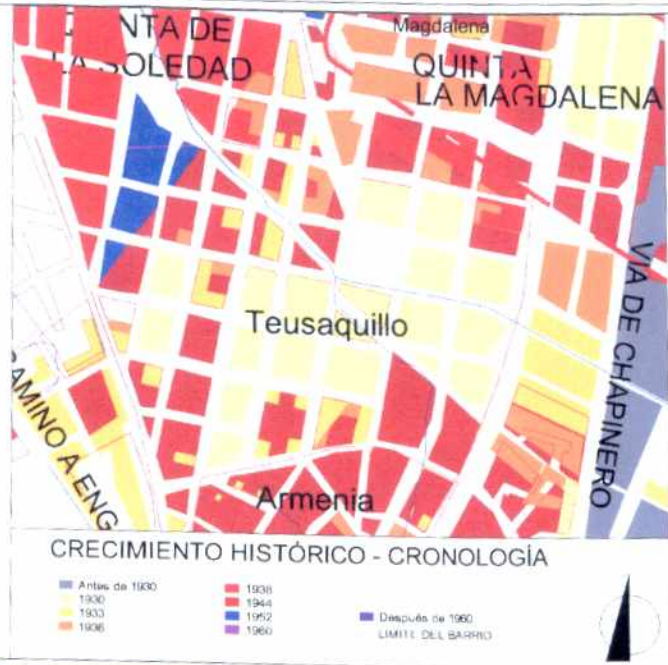 NTA DE
LA SOLEDAD
Magdalena
QUINTA
LA MAGDALENA
VIA DE CHAPINERO
Teusaquillo
AMINO A ENG
Armenia
CRECIMIENTO HISTÓRICO - CRONOLOGÍA
Antes de 1930
1930
1933
1936
1938
1944
1952
1960
Después de 1960
LIMITE DEL BARRIO